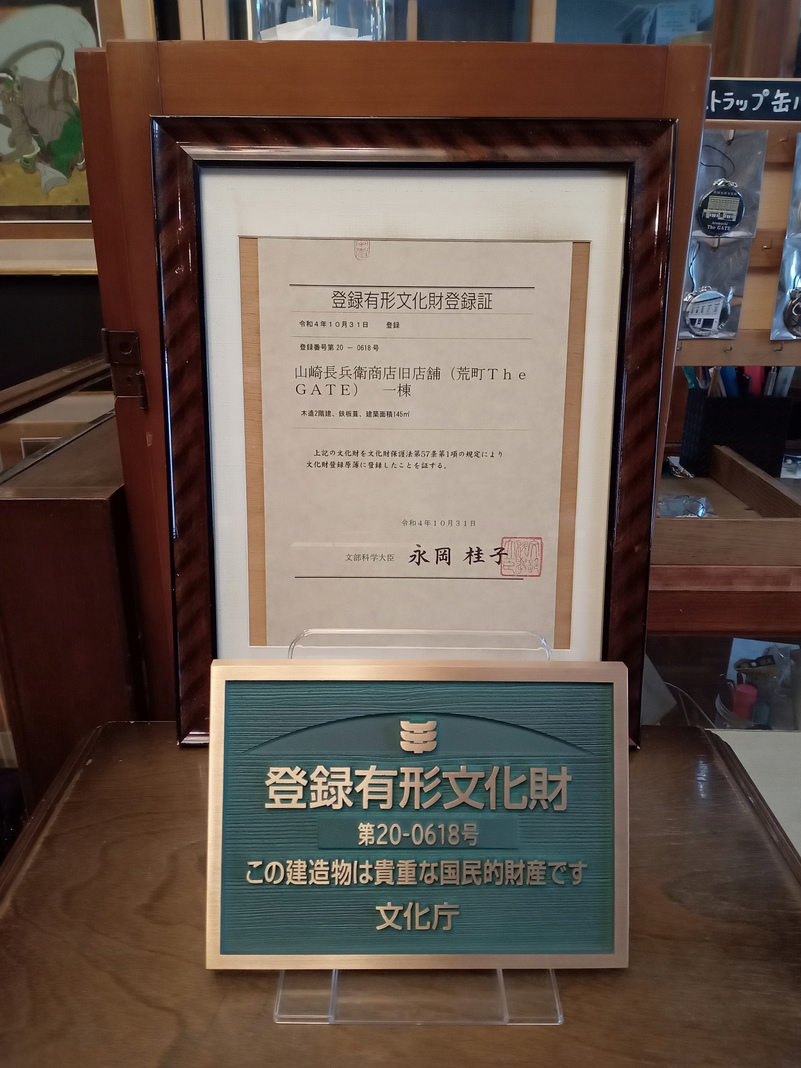 トラップ缶バ
The GATE
登録有形文化財登録証
令和4年10月31日 登録
登録番号第20-0618号
山崎長兵衛商店旧店舗(荒町The
GATE) 一棟
木造2階建、鉄板葺、建築面積145㎡
上記の文化財を文化財保護法第57条第1項の規定により
文化財登録原簿に登録したことを証する。
令和4年10月31日
文部科学大臣 永岡 桂子
登録有形文化財
第20-0618号
この建造物は貴重な国民的財産です
文化庁